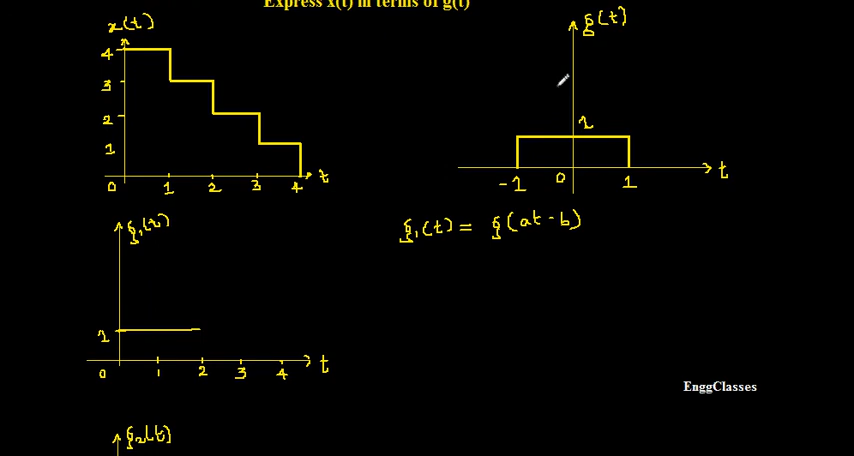 Express x(t) in terms of g(t)
x(t)
4
3
2
1
0 1 2 3 4 t
g(t)
1
-1 0 1 t
g₁(t)
1
0 1 2 3 4 t
g₁(t) = g(at - b)
EnggClasses
g₂(t)